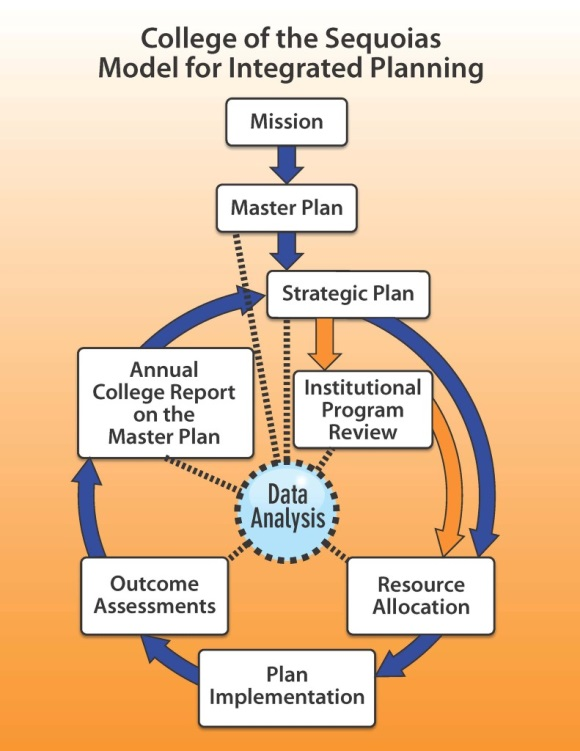 College of the Sequoias
Model for Integrated Planning
Mission
Master Plan
Strategic Plan
Annual
College Report
on the
Master Plan
Institutional
Program
Review
Data
Analysis
Outcome
Assessments
Resource
Allocation
Plan
Implementation